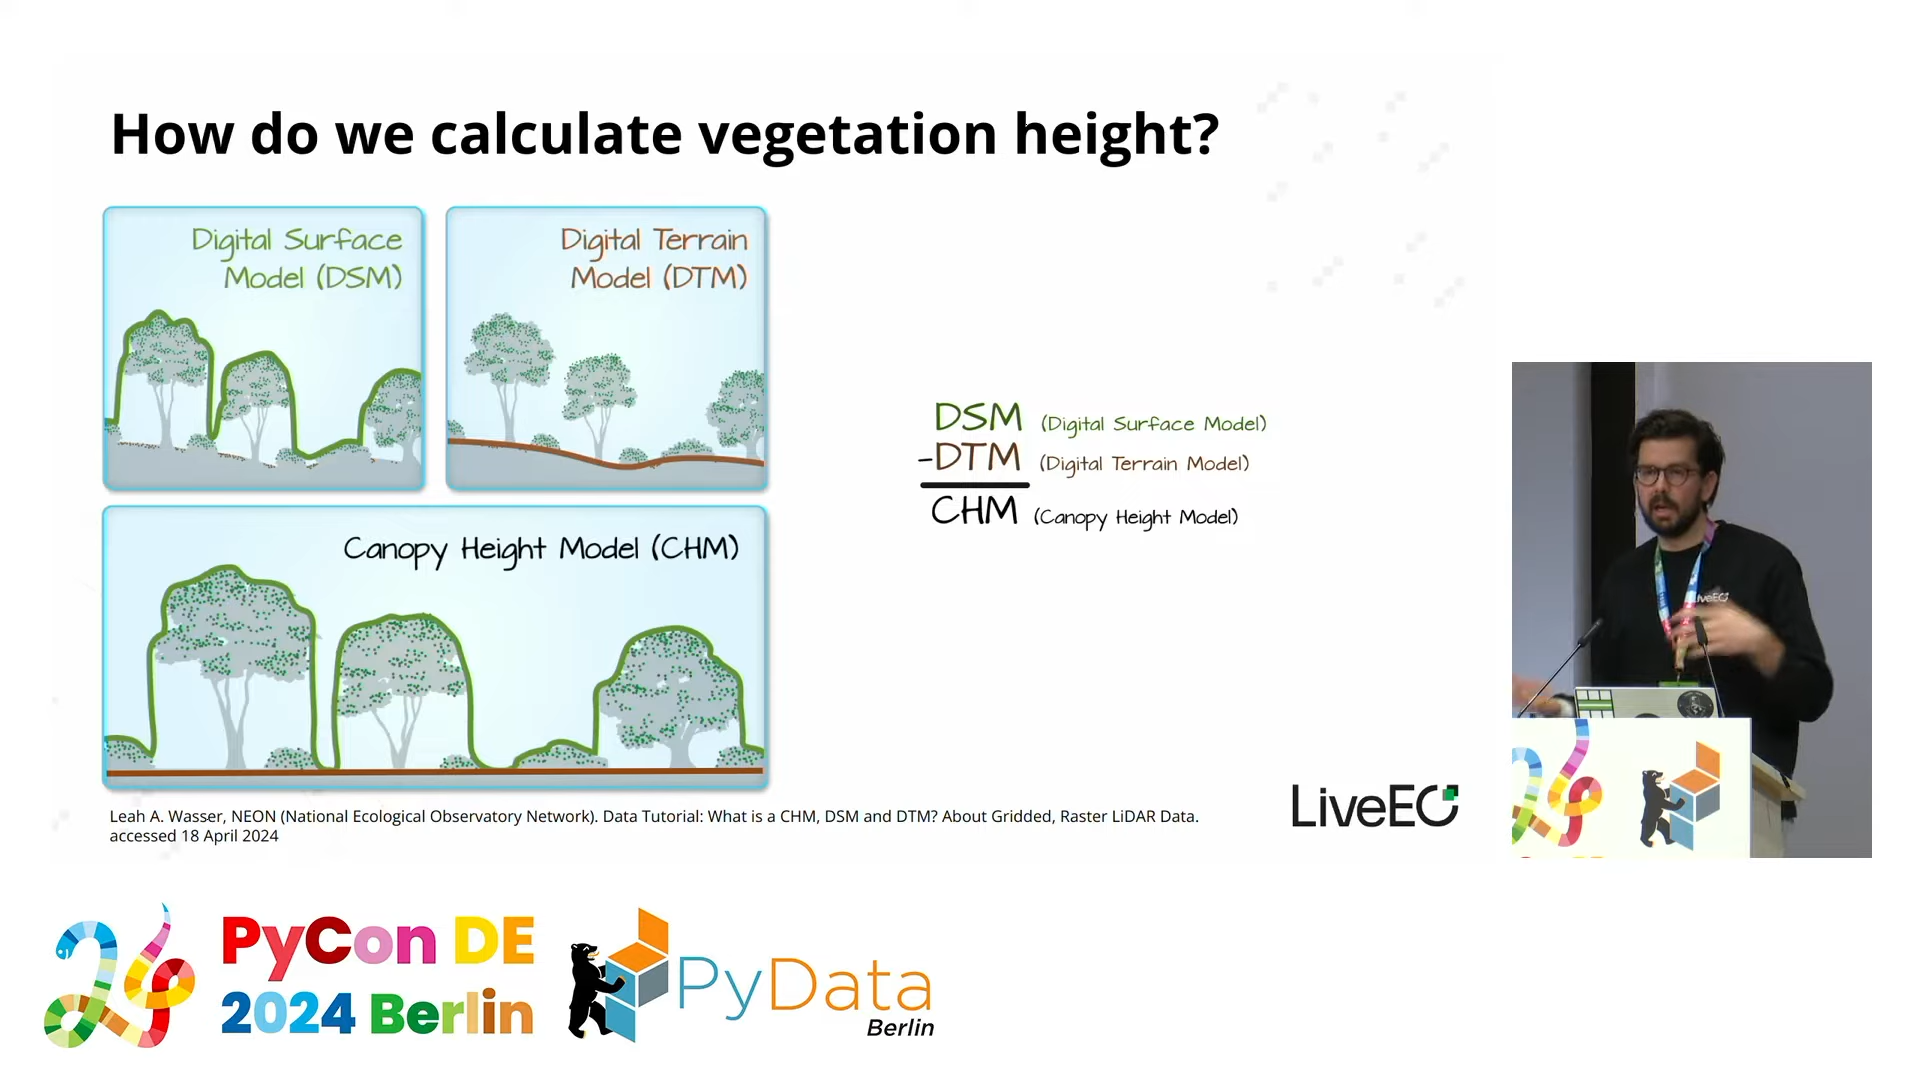 How do we calculate vegetation height?
Digital Surface
Model (DSM)
Digital Terrain
Model (DTM)
Canopy Height Model (CHM)
DSM (Digital Surface Model)
-DTM (Digital Terrain Model)
CHM (Canopy Height Model)
Leah A. Wasser, NEON (National Ecological Observatory Network). Data Tutorial: What is a CHM, DSM and DTM? About Gridded, Raster LiDAR Data.
accessed 18 April 2024
LiveEO
LiveEO
PyCon DE
2024 Berlin
PyData
Berlin